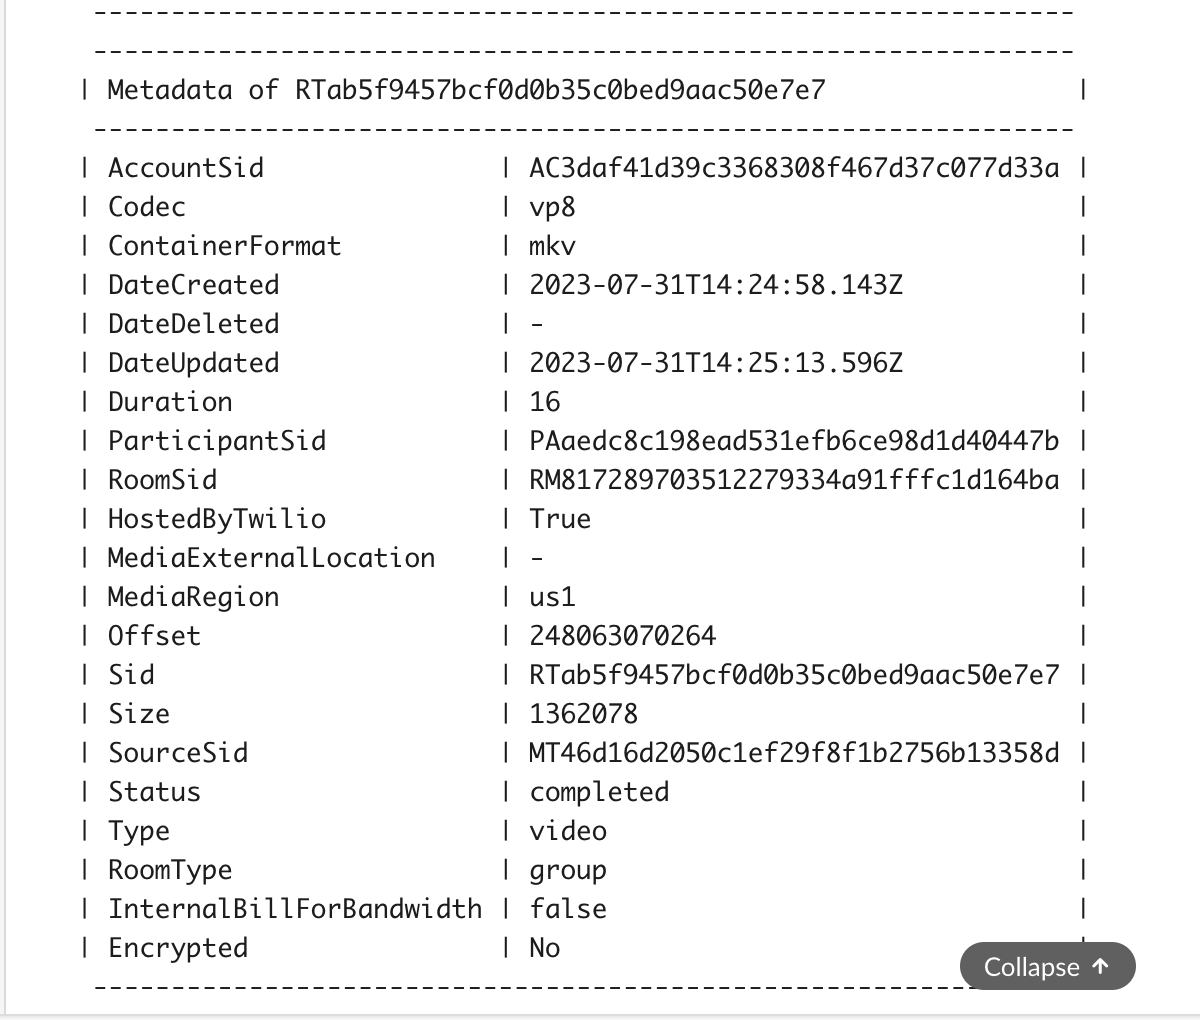 ---------------------------------------------------------------
---------------------------------------------------------------
| Metadata of RTab5f9457bcf0d0b35c0bed9aac50e7e7 |
---------------------------------------------------------------
| AccountSid | AC3daf41d39c3368308f467d37c077d33a |
| Codec | vp8 |
| ContainerFormat | mkv |
| DateCreated | 2023-07-31T14:24:58.143Z |
| DateDeleted | - |
| DateUpdated | 2023-07-31T14:25:13.596Z |
| Duration | 16 |
| ParticipantSid | PAaedc8c198ead531efb6ce98d1d40447b |
| RoomSid | RM817289703512279334a91fffc1d164ba |
| HostedByTwilio | True |
| MediaExternalLocation | - |
| MediaRegion | us1 |
| Offset | 248063070264 |
| Sid | RTab5f9457bcf0d0b35c0bed9aac50e7e7 |
| Size | 1362078 |
| SourceSid | MT46d16d2050c1ef29f8f1b2756b13358d |
| Status | completed |
| Type | video |
| RoomType | group |
| InternalBillForBandwidth | false |
| Encrypted | No |
Collapse ↑
---------------------------------------------------------------